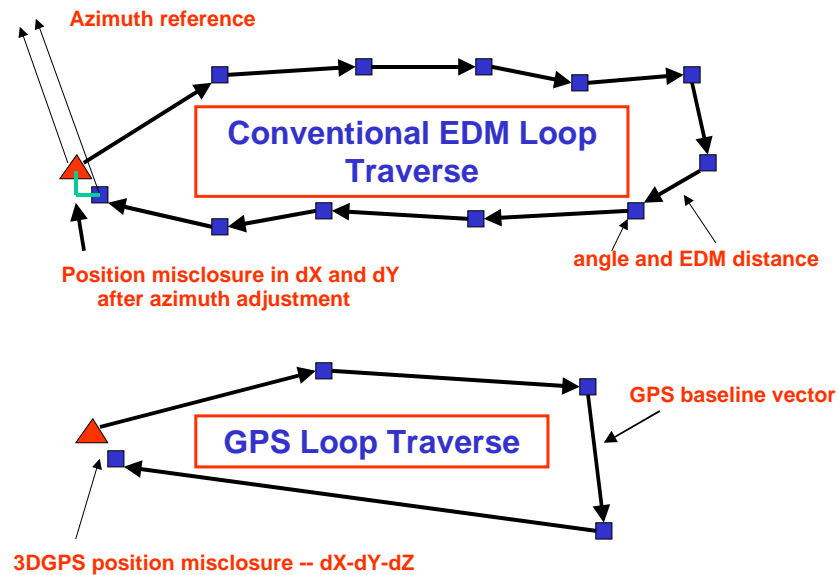 Azimuth reference
Conventional EDM Loop
Traverse
angle and EDM distance
Position misclosure in dX and dY
after azimuth adjustment
GPS baseline vector
GPS Loop Traverse
3DGPS position misclosure -- dX-dY-dZ